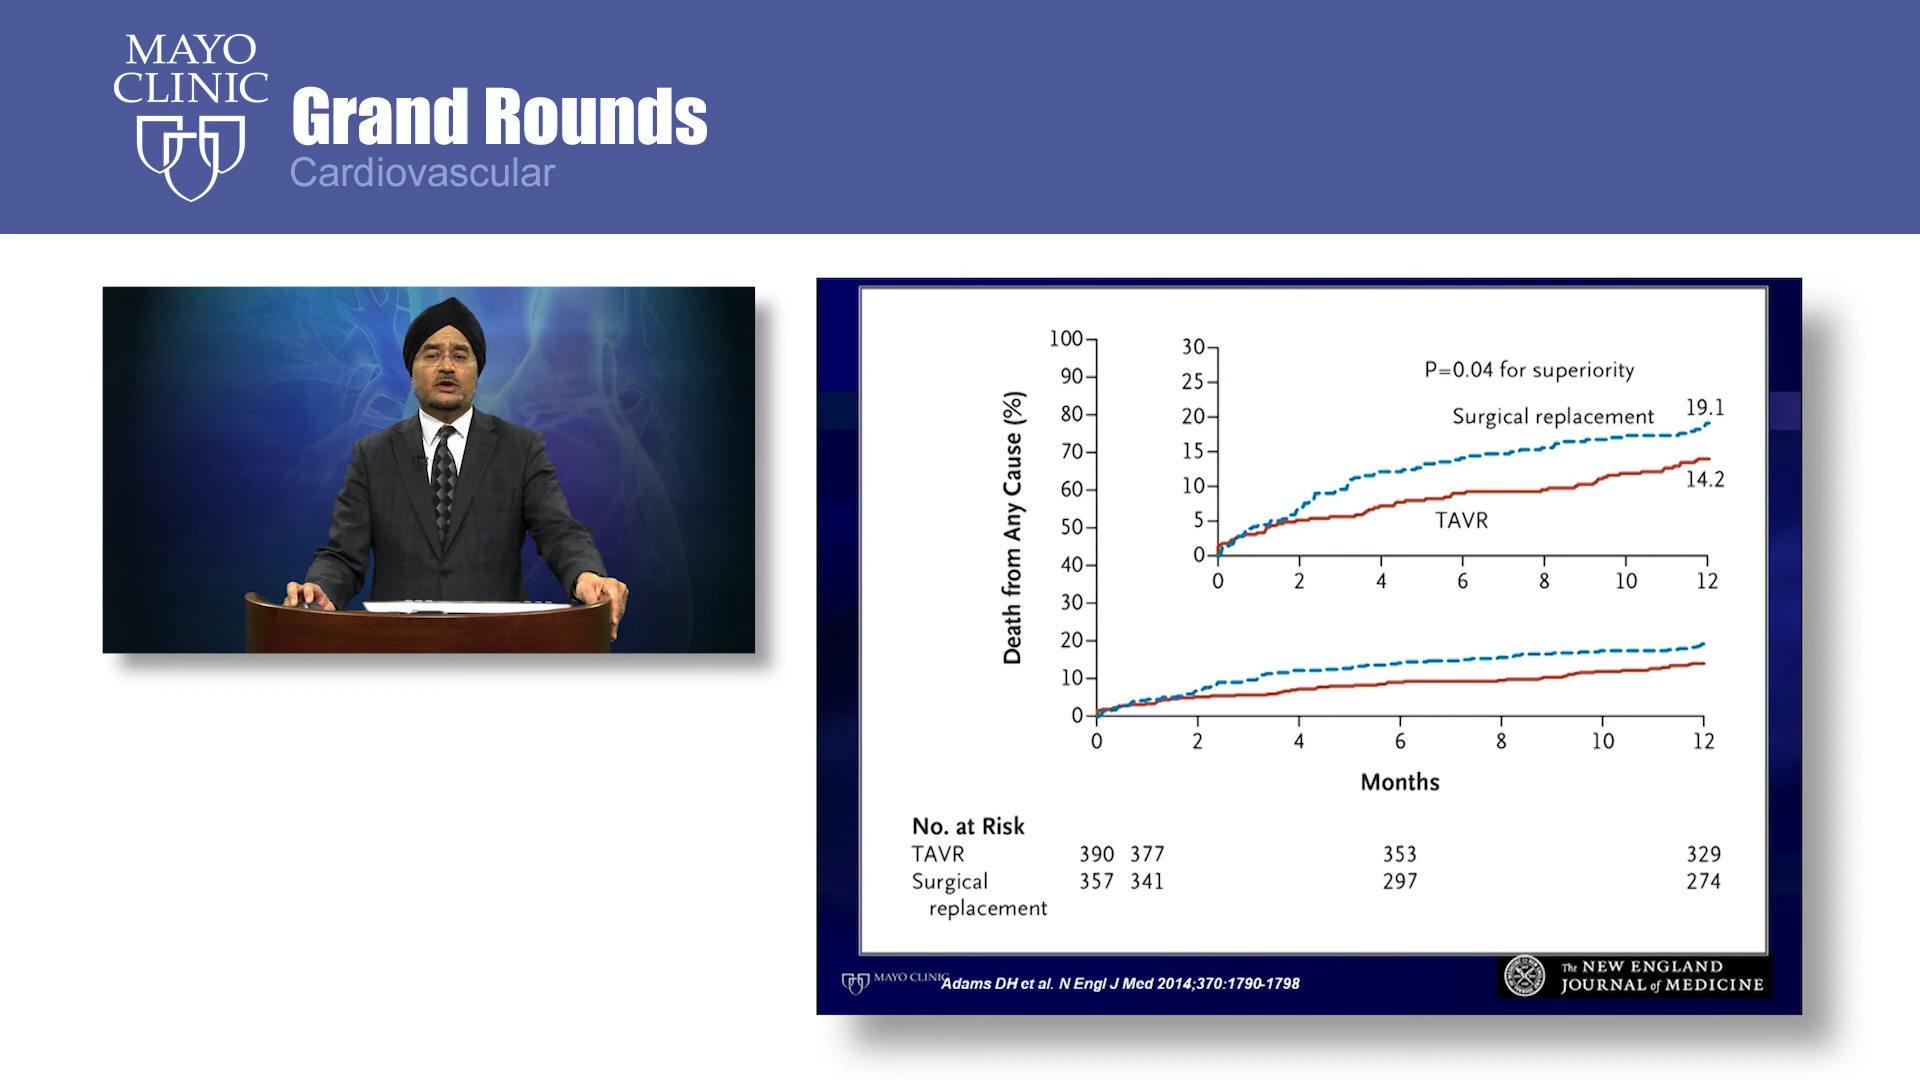 MAYO
CLINIC
Grand Rounds
Cardiovascular
100
90
80
70
60
50
40
30
20
10
0
Death from Any Cause (%)
30
25
20
15
10
5
0
P=0.04 for superiority
Surgical replacement
19.1
14.2
TAVR
0 2 4 6 8 10 12
0 2 4 6 8 10 12
Months
No. at Risk
TAVR 390 377 353 329
Surgical 357 341 297 274
replacement
MAYO CLINIC
Adams DH et al. N Engl J Med 2014;370:1790-1798
The NEW ENGLAND
JOURNAL of MEDICINE